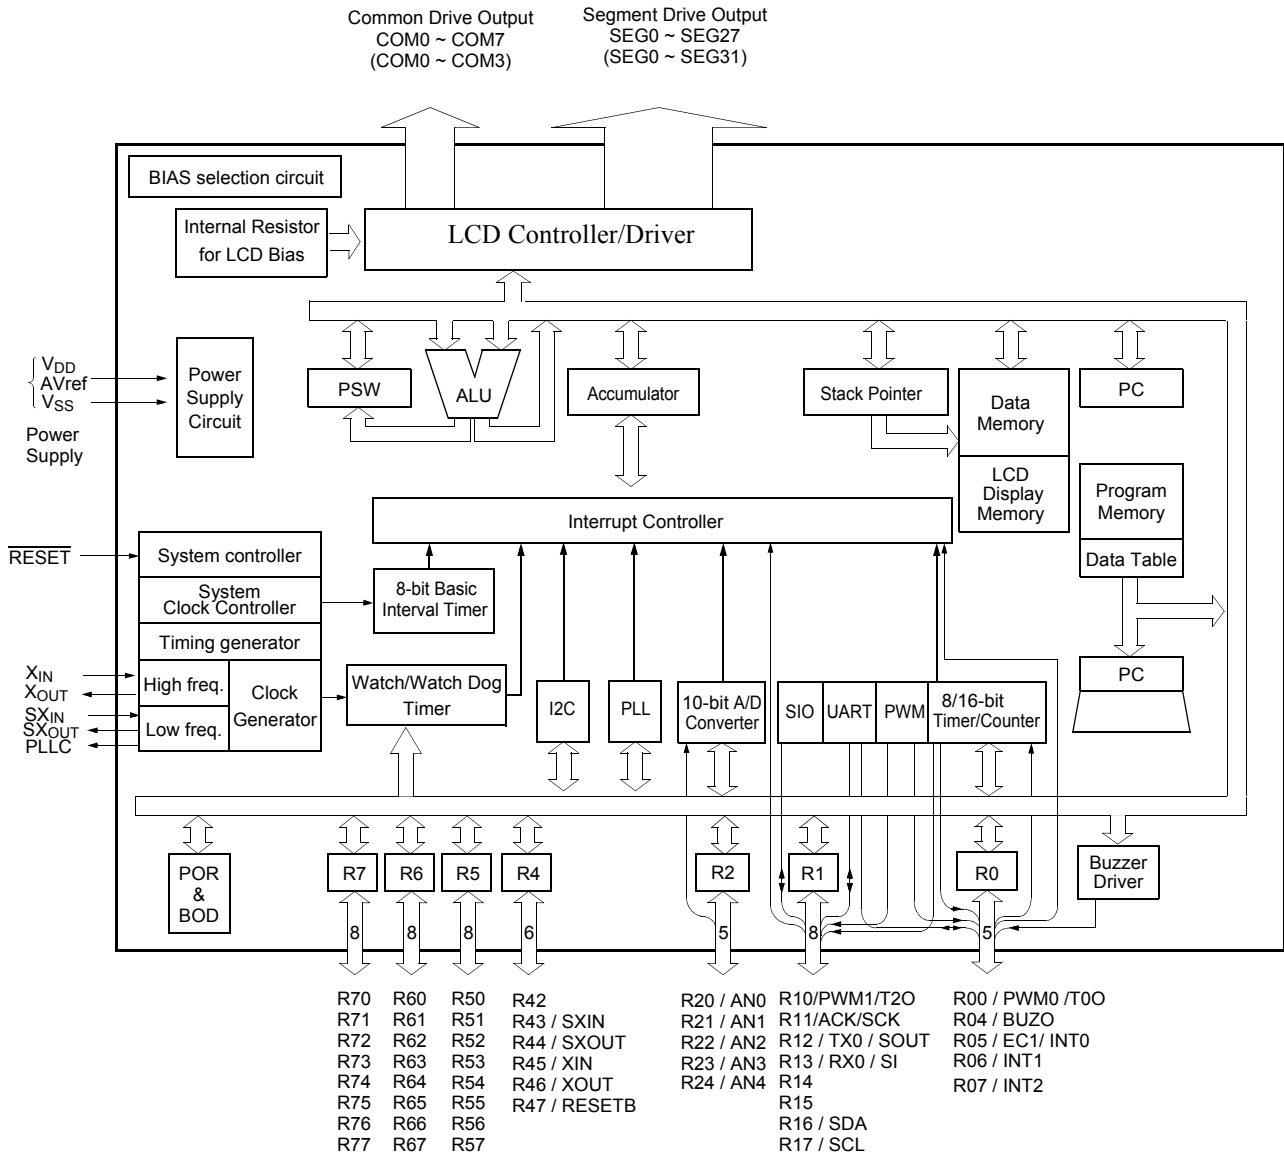 Common Drive Output
COM0 ~ COM7
(COM0 ~ COM3)
Segment Drive Output
SEG0 ~ SEG27
(SEG0 ~ SEG31)
BIAS selection circuit
Internal Resistor
for LCD Bias
LCD Controller/Driver
VDD
AVref
VSS
Power
Supply
Power
Supply
Circuit
PSW
ALU
Accumulator
Stack Pointer
Data
Memory
LCD
Display
Memory
PC
Program
Memory
Data Table
PC
Interrupt Controller
RESET
System controller
System
Clock Controller
Timing generator
High freq.
Low freq.
Clock
Generator
XIN
XOUT
SXIN
SXOUT
PLLC
8-bit Basic
Interval Timer
Watch/Watch Dog
Timer
I2C
PLL
10-bit A/D
Converter
SIO
UART
PWM
8/16-bit
Timer/Counter
POR
&
BOD
R7
R6
R5
R4
R2
R1
R0
Buzzer
Driver
8
8
8
6
5
8
5
R70
R71
R72
R73
R74
R75
R76
R77
R60
R61
R62
R63
R64
R65
R66
R67
R50
R51
R52
R53
R54
R55
R56
R57
R42
R43 / SXIN
R44 / SXOUT
R45 / XIN
R46 / XOUT
R47 / RESETB
R20 / AN0
R21 / AN1
R22 / AN2
R23 / AN3
R24 / AN4
R10/PWM1/T2O
R11/ACK/SCK
R12 / TX0 / SOUT
R13 / RX0 / SI
R14
R15
R16 / SDA
R17 / SCL
R00 / PWM0 /T0O
R04 / BUZO
R05 / EC1/ INT0
R06 / INT1
R07 / INT2